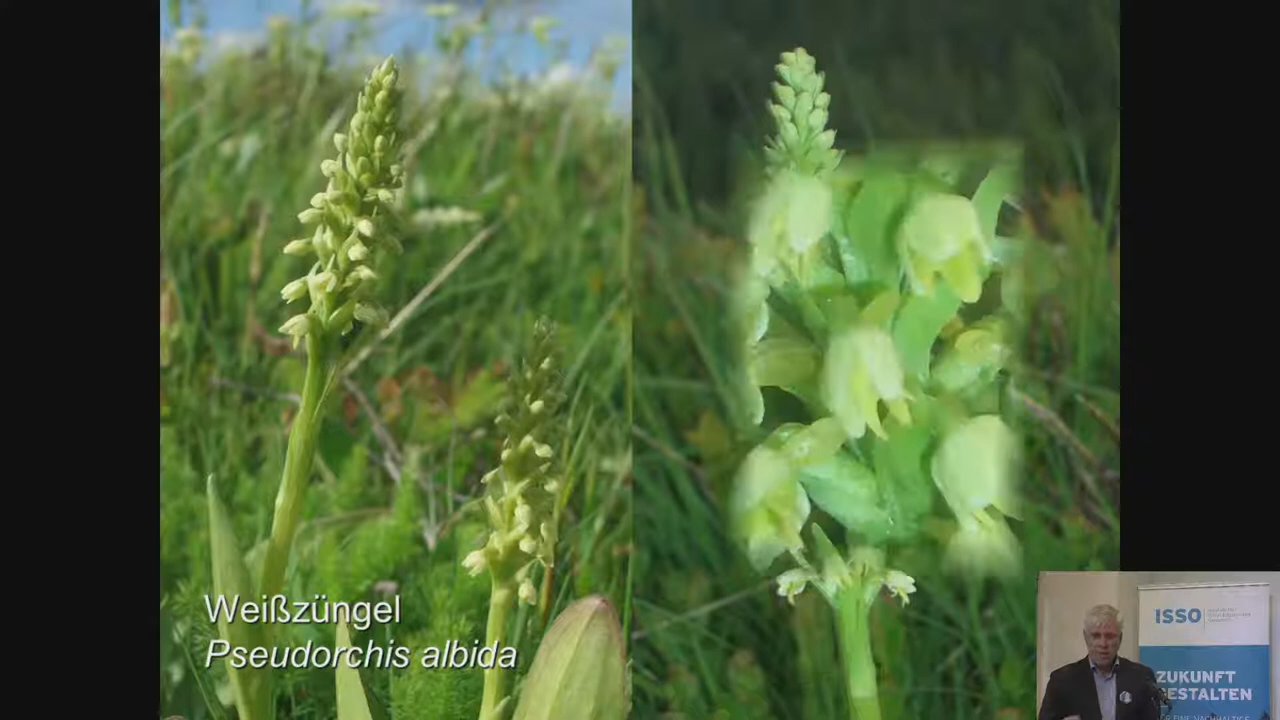 Weißzüngel
Pseudorchis albida
ISSO
ZUKUNFT
GESTALTEN